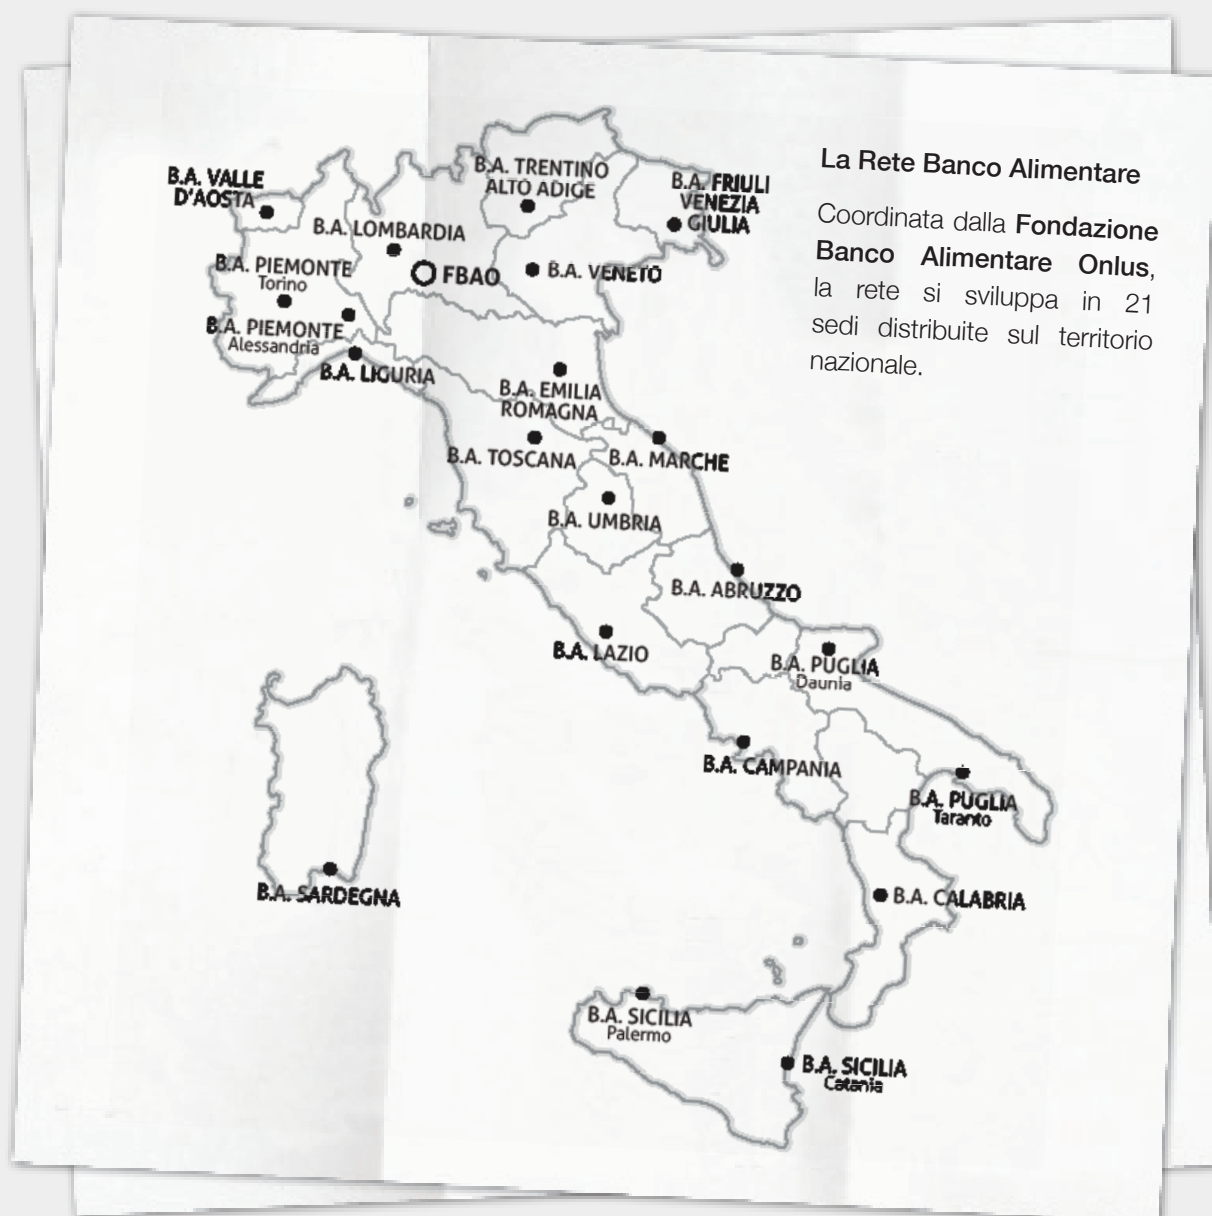 La Rete Banco Alimentare
Coordinata dalla Fondazione
Banco Alimentare Onlus,
la rete si sviluppa in 21
sedi distribuite sul territorio
nazionale.
B.A. VALLE
D'AOSTA
B.A. TRENTINO
ALTO ADIGE
B.A. FRIULI
VENEZIA
GIULIA
B.A. LOMBARDIA
FBAO
B.A. VENETO
B.A. PIEMONTE
Torino
B.A. PIEMONTE
Alessandria
B.A. LIGURIA
B.A. EMILIA
ROMAGNA
B.A. TOSCANA
B.A. MARCHE
B.A. UMBRIA
B.A. ABRUZZO
B.A. LAZIO
B.A. PUGLIA
Daunia
B.A. CAMPANIA
B.A. PUGLIA
Taranto
B.A. SARDEGNA
B.A. CALABRIA
B.A. SICILIA
Palermo
B.A. SICILIA
Catania